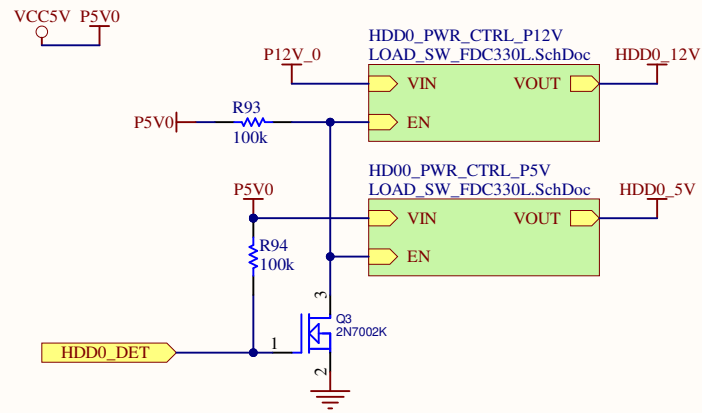 VCC5V P5V0
HDD0_PWR_CTRL_P12V
LOAD_SW_FDC330L.SchDoc
P12V_0
HDD0_12V
VIN
VOUT
R93
P5V0
100k
EN
HD00_PWR_CTRL_P5V
LOAD_SW_FDC330L.SchDoc
P5V0
HDD0_5V
VIN
VOUT
R94
100k
EN
3
Q3
2N7002K
HDD0_DET
1
2